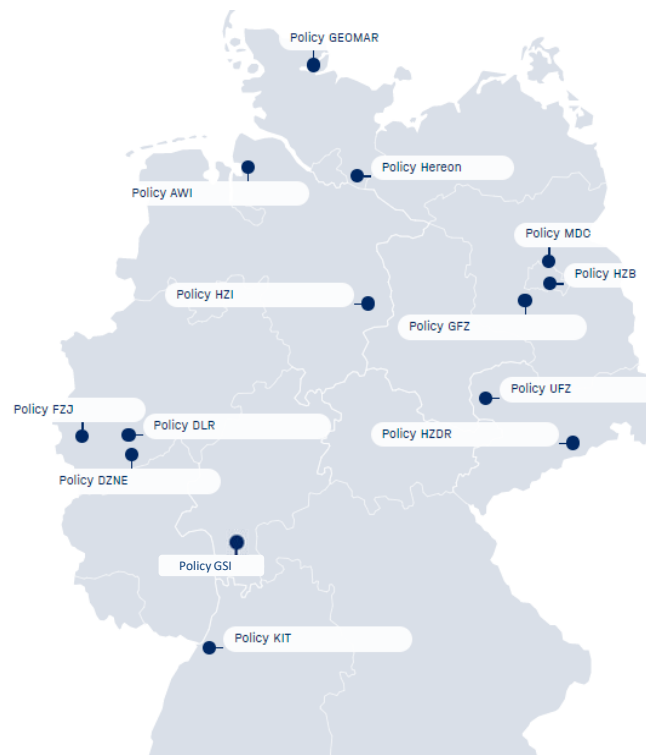 Policy GEOMAR
Policy Hereon
Policy AWI
Policy MDC
Policy HZB
Policy HZI
Policy GFZ
Policy UFZ
Policy FZJ
Policy DLR
Policy HZDR
Policy DZNE
Policy GSI
Policy KIT